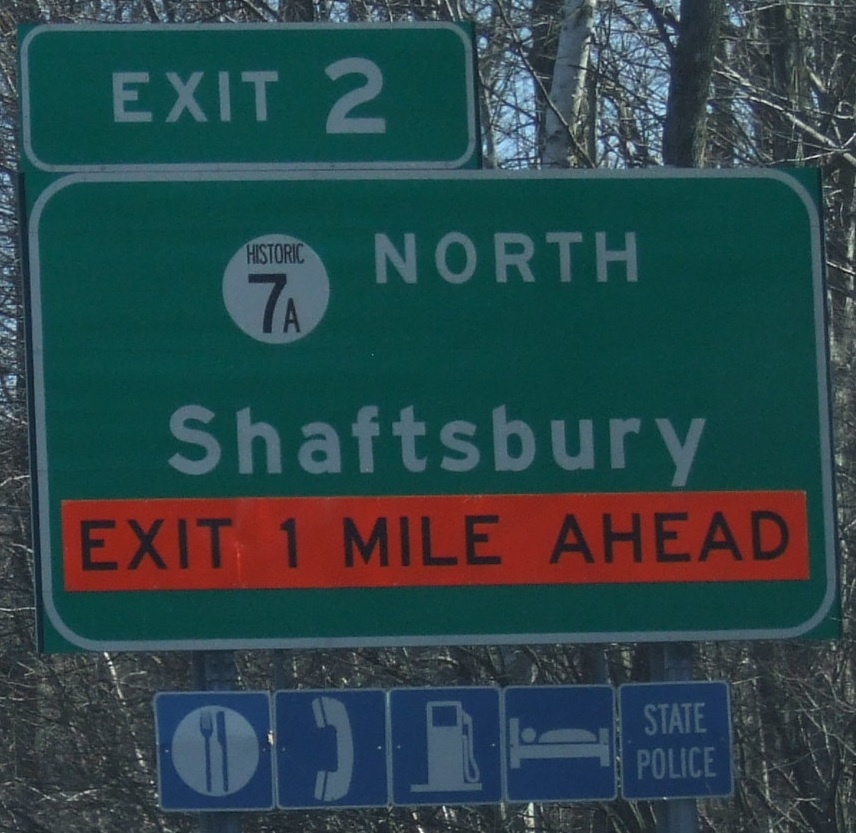 EXIT 2
HISTORIC
7A
NORTH
Shaftsbury
EXIT 1 MILE AHEAD
STATE
POLICE